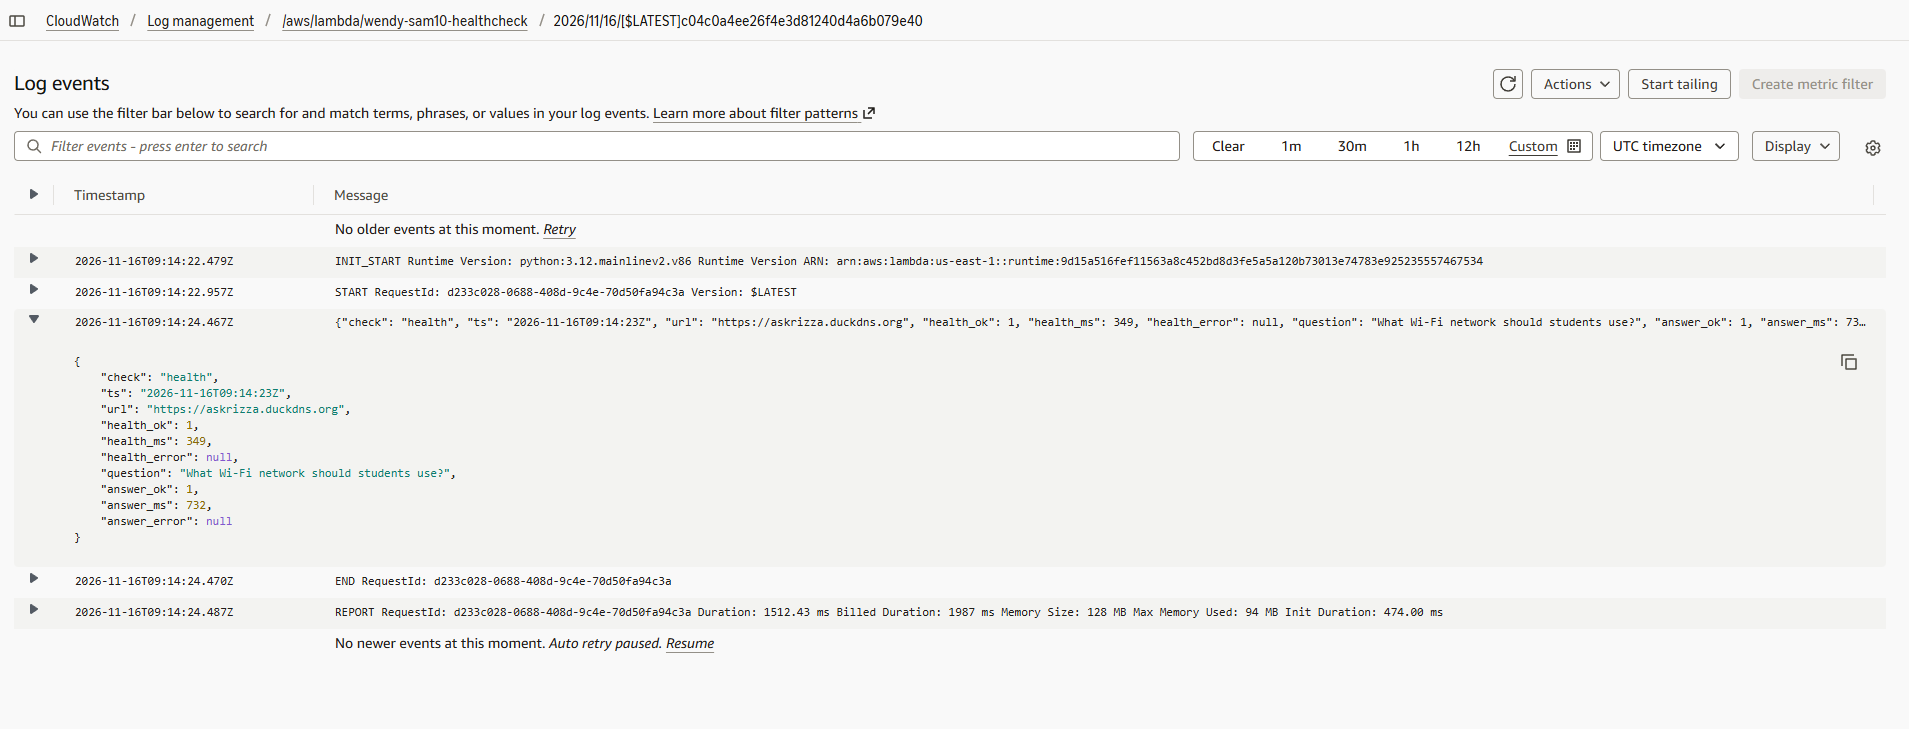 CloudWatch / Log management / /aws/lambda/wendy-sam10-healthcheck / 2026/11/16/[$LATEST]c04c0a4ee26f4e3d81240d4a6b079e40
Log events
Actions
Start tailing
Create metric filter
You can use the filter bar below to search for and match terms, phrases, or values in your log events. Learn more about filter patterns
Filter events - press enter to search
Clear 1m 30m 1h 12h Custom
UTC timezone
Display
Timestamp Message
No older events at this moment. Retry
2026-11-16T09:14:22.479Z INIT_START Runtime Version: python:3.12.mainlinev2.v86 Runtime Version ARN: arn:aws:lambda:us-east-1::runtime:9d15a516fef11563a8c452bd8d3fe5a5a120b73013e74783e925235557467534
2026-11-16T09:14:22.957Z START RequestId: d233c028-0688-408d-9c4e-70d50fa94c3a Version: $LATEST
2026-11-16T09:14:24.467Z {"check": "health", "ts": "2026-11-16T09:14:23Z", "url": "https://askrizza.duckdns.org", "health_ok": 1, "health_ms": 349, "health_error": null, "question": "What Wi-Fi network should students use?", "answer_ok": 1, "answer_ms": 73…
{
"check": "health",
"ts": "2026-11-16T09:14:23Z",
"url": "https://askrizza.duckdns.org",
"health_ok": 1,
"health_ms": 349,
"health_error": null,
"question": "What Wi-Fi network should students use?",
"answer_ok": 1,
"answer_ms": 732,
"answer_error": null
}
2026-11-16T09:14:24.470Z END RequestId: d233c028-0688-408d-9c4e-70d50fa94c3a
2026-11-16T09:14:24.487Z REPORT RequestId: d233c028-0688-408d-9c4e-70d50fa94c3a Duration: 1512.43 ms Billed Duration: 1987 ms Memory Size: 128 MB Max Memory Used: 94 MB Init Duration: 474.00 ms
No newer events at this moment. Auto retry paused. Resume